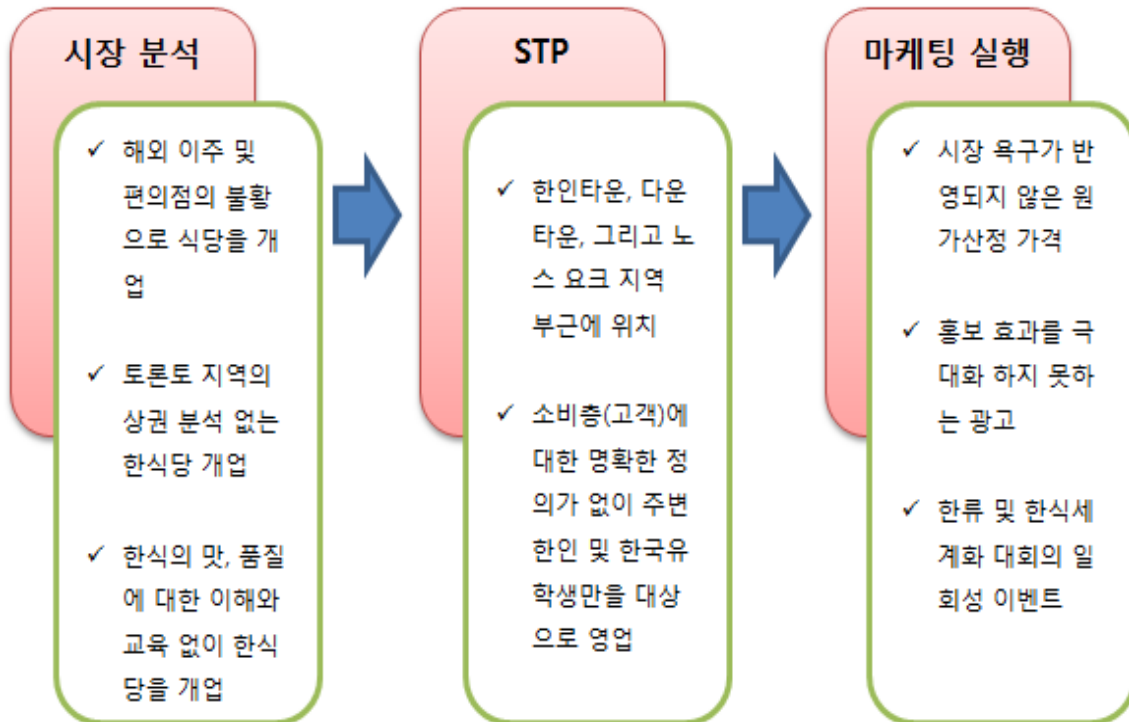 시장 분석
✓ 해외 이주 및
편의점의 불황
으로 식당을 개
업
✓ 토론토 지역의
상권 분석 없는
한식당 개업
✓ 한식의 맛, 품질
에 대한 이해와
교육 없이 한식
당을 개업
STP
✓ 한인타운, 다운
타운, 그리고 노
스 요크 지역
부근에 위치
✓ 소비층(고객)에
대한 명확한 정
의가 없이 주변
한인 및 한국유
학생만을 대상
으로 영업
마케팅 실행
✓ 시장 욕구가 반
영되지 않은 원
가산정 가격
✓ 홍보 효과를 극
대화 하지 못하
는 광고
✓ 한류 및 한식세
계화 대회의 일
회성 이벤트